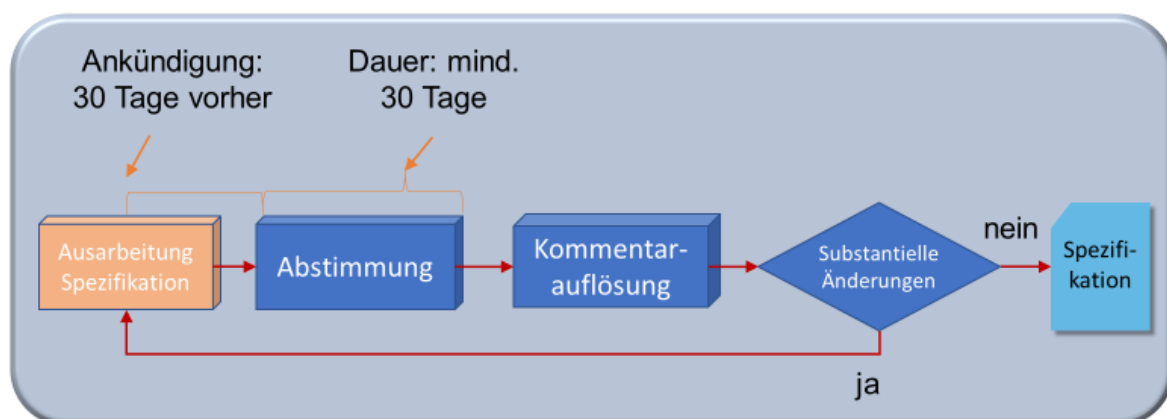 Ankündigung:
30 Tage vorher
Dauer: mind.
30 Tage
Ausarbeitung
Spezifikation
Abstimmung
Kommentar-
auflösung
Substantielle
Änderungen
nein
Spezifi-
kation
ja